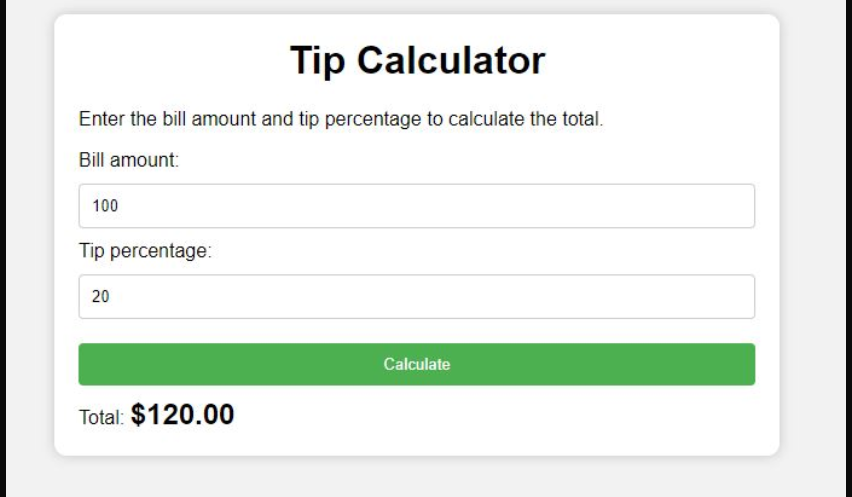 Tip Calculator
Enter the bill amount and tip percentage to calculate the total.
Bill amount:
100
Tip percentage:
20
Calculate
Total: $120.00